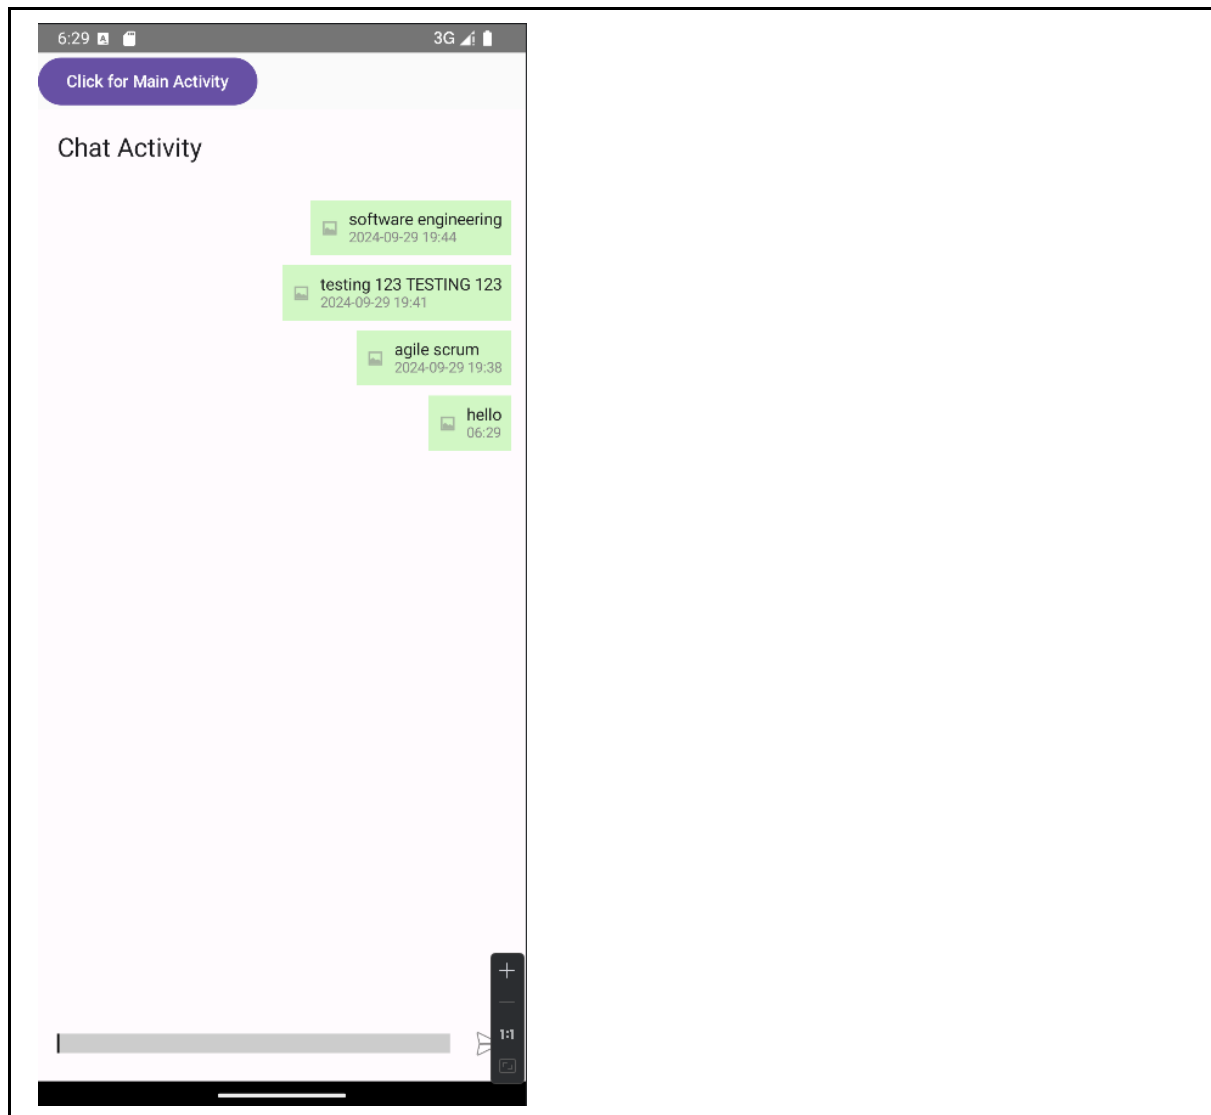 6:29
3G
Click for Main Activity
Chat Activity
software engineering
2024-09-29 19:44
testing 123 TESTING 123
2024-09-29 19:41
agile scrum
2024-09-29 19:38
hello
06:29
1:1